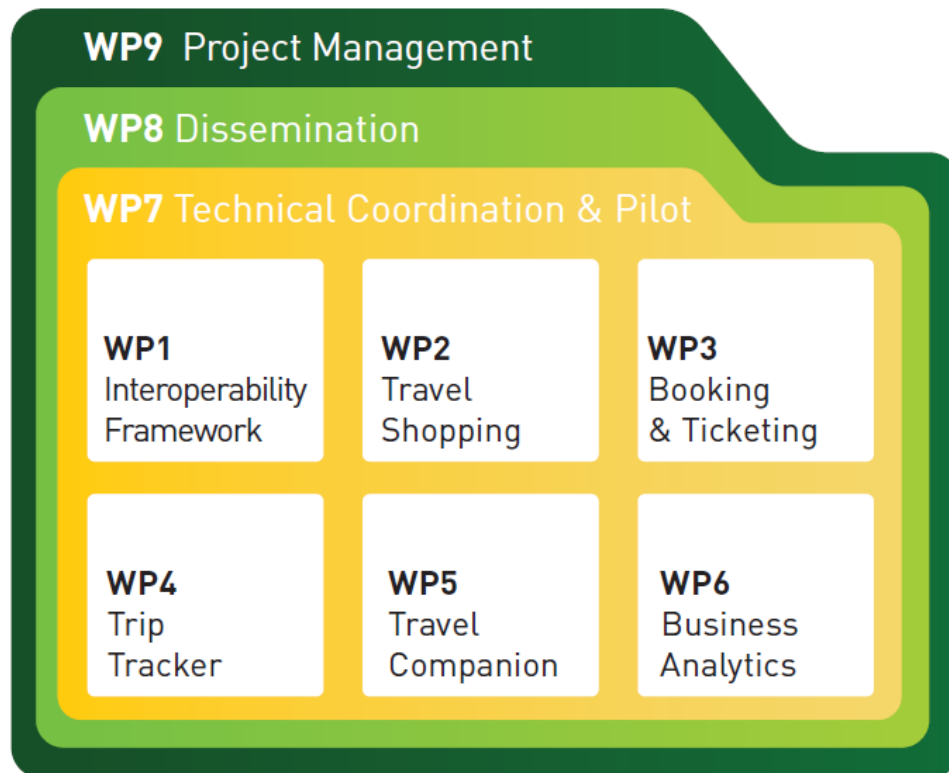 WP9 Project Management
WP8 Dissemination
WP7 Technical Coordination & Pilot
WP1
Interoperability
Framework
WP2
Travel
Shopping
WP3
Booking
& Ticketing
WP4
Trip
Tracker
WP5
Travel
Companion
WP6
Business
Analytics